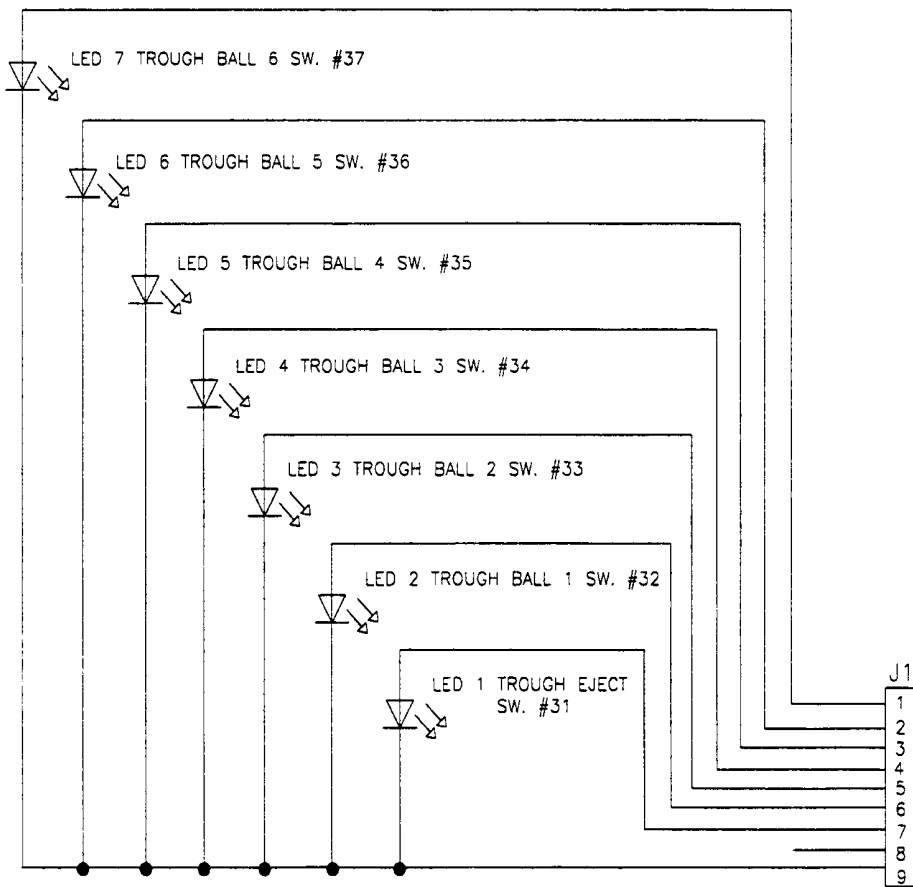 LED 7 TROUGH BALL 6 SW. #37
LED 6 TROUGH BALL 5 SW. #36
LED 5 TROUGH BALL 4 SW. #35
LED 4 TROUGH BALL 3 SW. #34
LED 3 TROUGH BALL 2 SW. #33
LED 2 TROUGH BALL 1 SW. #32
LED 1 TROUGH EJECT
SW. #31
J1
1
2
3
4
5
6
7
8
9